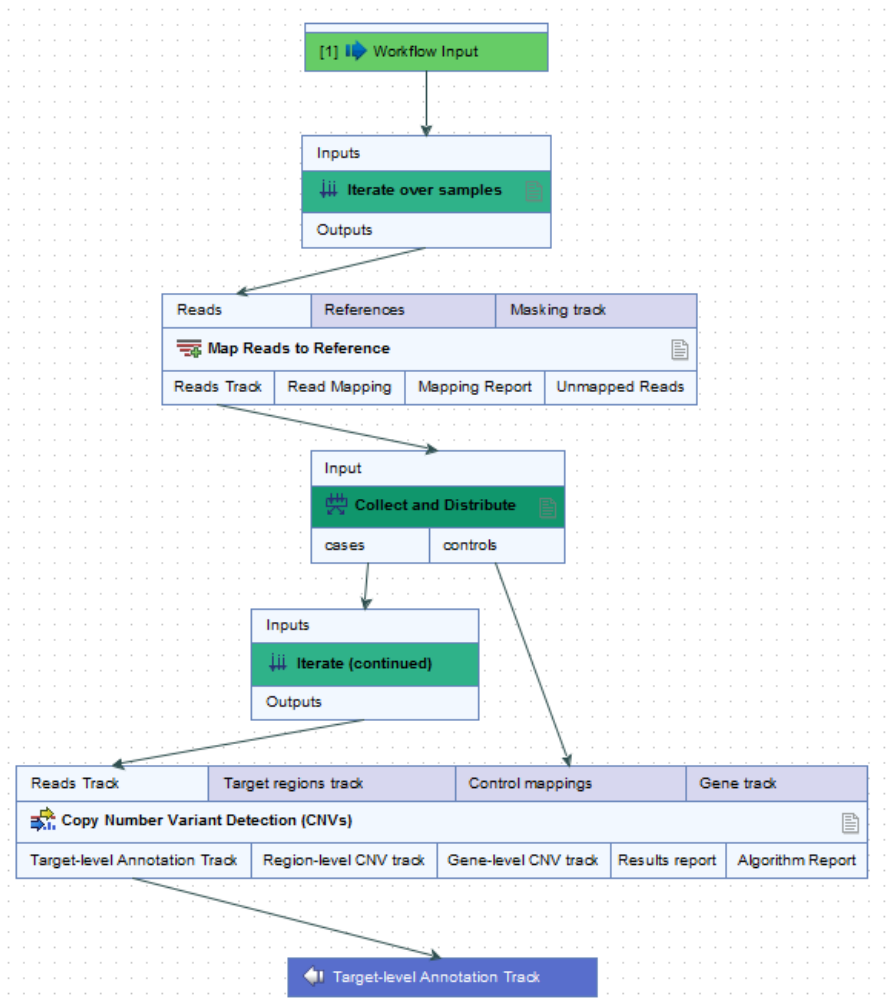 [1] Workflow Input
Inputs
Iterate over samples
Outputs
Reads References Masking track
Map Reads to Reference
Reads Track Read Mapping Mapping Report Unmapped Reads
Input
Collect and Distribute
cases controls
Inputs
Iterate (continued)
Outputs
Reads Track Target regions track Control mappings Gene track
Copy Number Variant Detection (CNVs)
Target-level Annotation Track Region-level CNV track Gene-level CNV track Results report Algorithm Report
Target-level Annotation Track